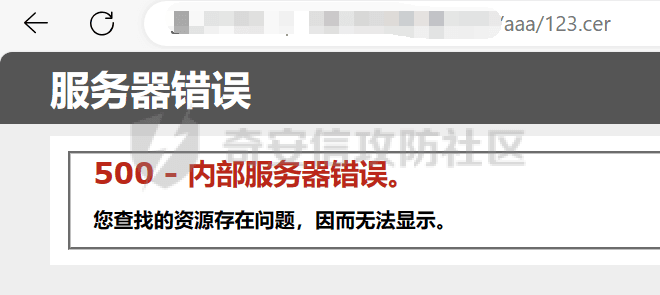 /aaa/123.cer
服务器错误
奇安信攻防社区
500 - 内部服务器错误。
您查找的资源存在问题，因而无法显示。